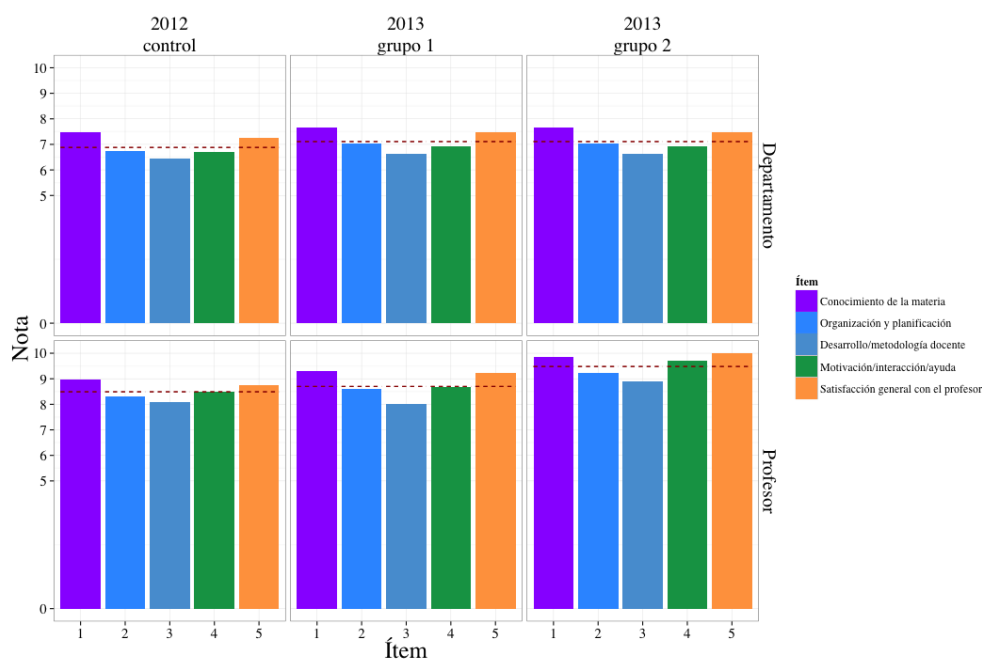 2012
control
2013
grupo 1
2013
grupo 2
10
9
8
7
6
5
0
Departamento
Nota
10
9
8
7
6
5
0
Profesor
1 2 3 4 5
1 2 3 4 5
1 2 3 4 5
Ítem
Ítem
Conocimiento de la materia
Organización y planificación
Desarrollo/metodología docente
Motivación/interacción/ayuda
Satisfacción general con el profesor